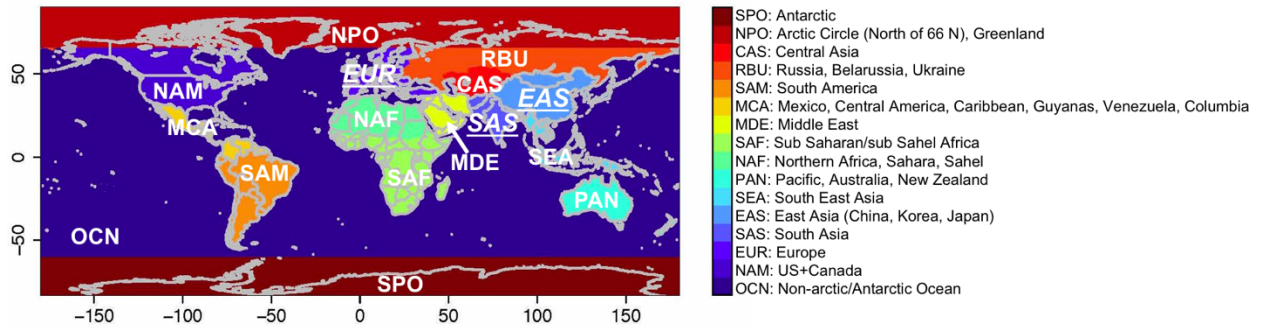 NPO
RBU
EUR
CAS
NAM
EAS
NAF
MCA
SAS
MDE
SEA
SAM
SAF
PAN
OCN
SPO
50
0
−50
−150
−100
−50
0
50
100
150
SPO: Antarctic
NPO: Arctic Circle (North of 66 N), Greenland
CAS: Central Asia
RBU: Russia, Belarussia, Ukraine
SAM: South America
MCA: Mexico, Central America, Caribbean, Guyanas, Venezuela, Columbia
MDE: Middle East
SAF: Sub Saharan/sub Sahel Africa
NAF: Northern Africa, Sahara, Sahel
PAN: Pacific, Australia, New Zealand
SEA: South East Asia
EAS: East Asia (China, Korea, Japan)
SAS: South Asia
EUR: Europe
NAM: US+Canada
OCN: Non-arctic/Antarctic Ocean